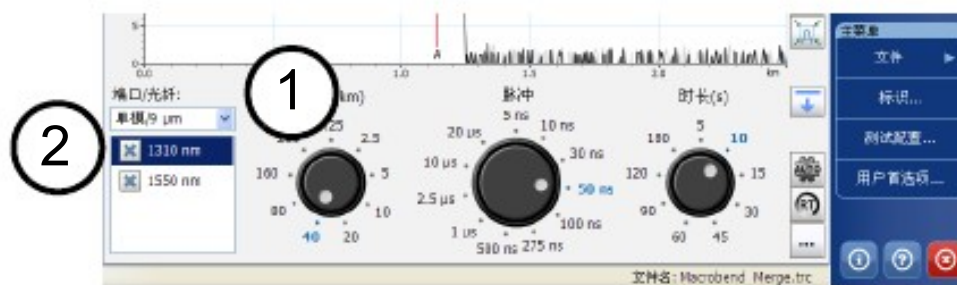 5
0
A
0.0
1.0
1.5
km
端口/光纤:
单模/9 μm
1310 nm
1550 nm
1
2
km)
2.5
5
10
20
40
80
160
脉冲
5 ns
10 ns
30 ns
50 ns
100 ns
275 ns
500 ns
1 μs
2.5 μs
10 μs
20 μs
时长(s)
5
10
15
30
45
60
90
120
180
RT
...
主菜单
文件
标识...
测试配置...
用户首选项...
文件名: Macrobend Merge.trc